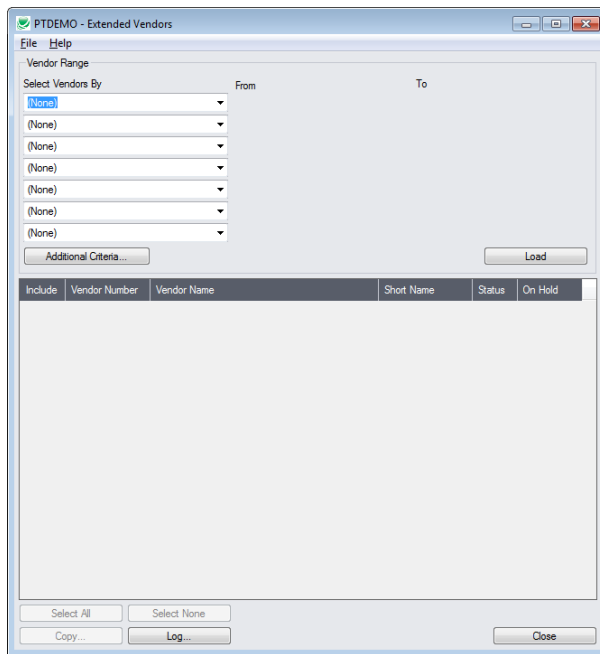 PTDEMO - Extended Vendors
File Help
Vendor Range
Select Vendors By From To
(None)
(None)
(None)
(None)
(None)
(None)
(None)
Additional Criteria... Load
Include Vendor Number Vendor Name Short Name Status On Hold
Select All Select None
Copy... Log... Close